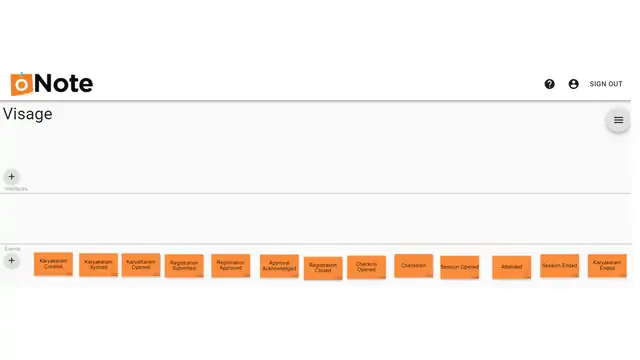 oNote
SIGN OUT
Visage
Interfaces
Events
Karyakaram
Created
Karyakaram
Synced
Karyakaram
Opened
Registration
Submitted
Registration
Approved
Approval
Acknowledged
Registration
Closed
Checkins
Opened
CheckedIn
Session Opened
Attended
Session Ended
Karyakaram
Ended